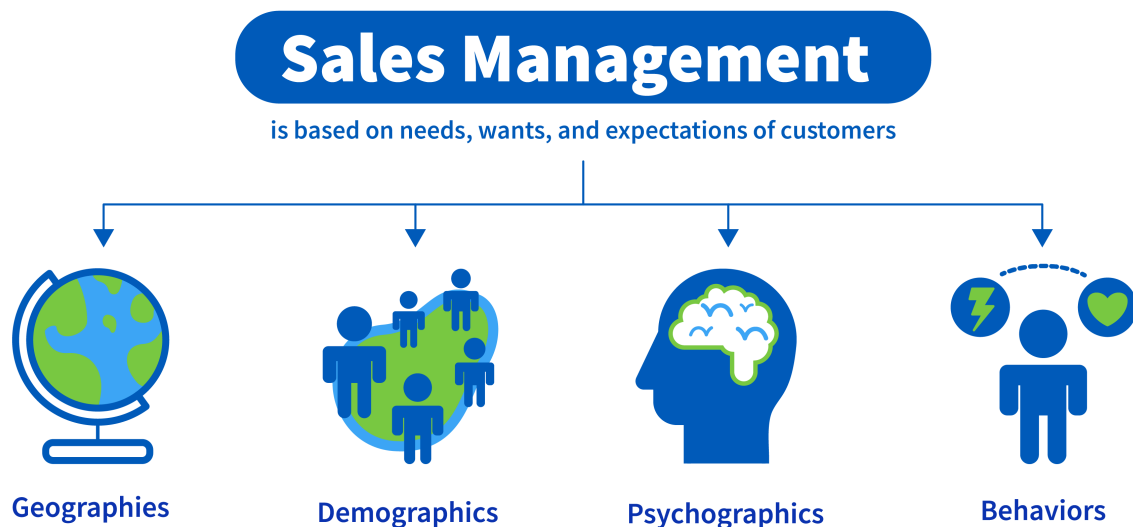 Sales Management
is based on needs, wants, and expectations of customers
Geographies
Demographics
Psychographics
Behaviors